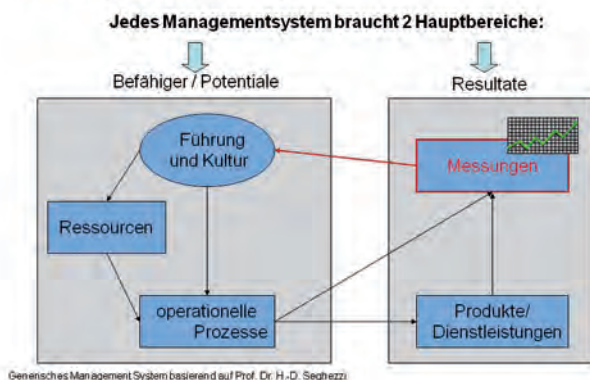 Jedes Managementsystem braucht 2 Hauptbereiche:
Befähiger / Potentiale
Resultate
Führung
und Kultur
Messungen
Ressourcen
operationelle
Prozesse
Produkte/
Dienstleistungen
Generisches Management System basierend auf Prof. Dr. H.-D. Seghezzi